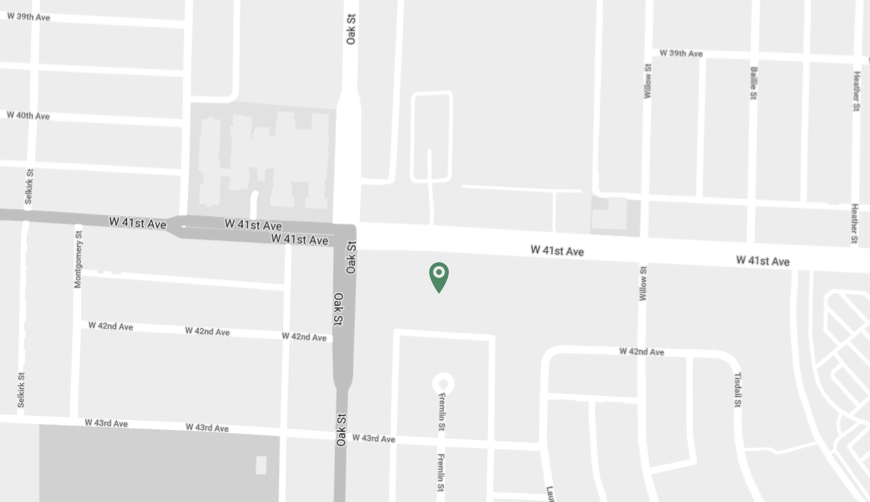 W 39th Ave
Oak St
W 39th Ave
Willow St
Baillie St
Heather St
W 40th Ave
Selkirk St
W 41st Ave
W 41st Ave
W 41st Ave
Oak St
W 41st Ave
W 41st Ave
Heather St
Montgomery St
Willow St
Oak St
W 42nd Ave
W 42nd Ave
W 42nd Ave
W 42nd Ave
Selkirk St
Tisdall St
Fremlin St
W 43rd Ave
W 43rd Ave
Oak St
W 43rd Ave
Fremlin St